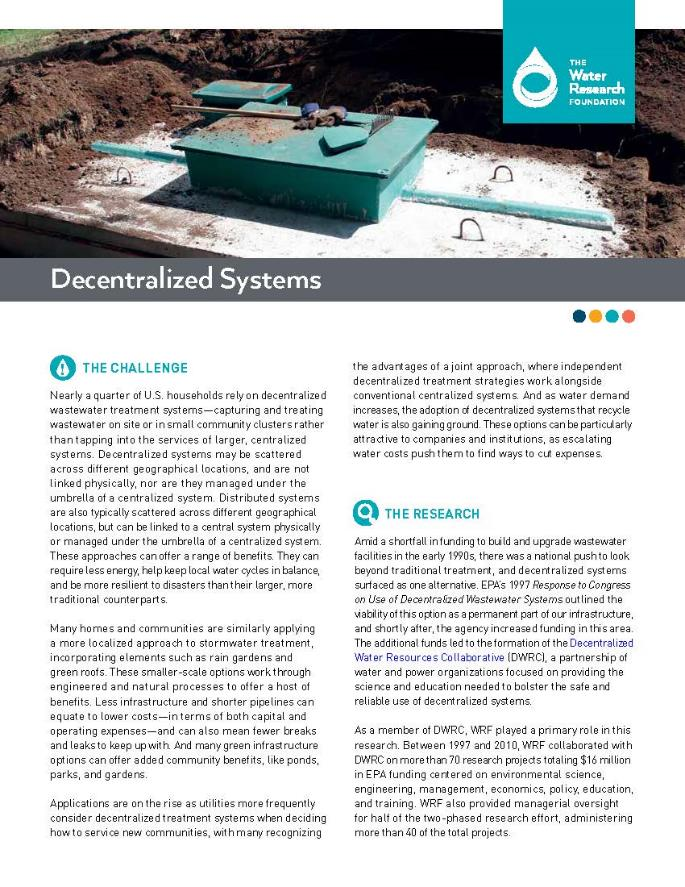 THE
Water
Research
FOUNDATION
Decentralized Systems
THE CHALLENGE
Nearly a quarter of U.S. households rely on decentralized
wastewater treatment systems—capturing and treating
wastewater on site or in small community clusters rather
than tapping into the services of larger, centralized
systems. Decentralized systems may be scattered
across different geographical locations, and are not
linked physically, nor are they managed under the
umbrella of a centralized system. Distributed systems
are also typically scattered across different geographical
locations, but can be linked to a central system physically
or managed under the umbrella of a centralized system.
These approaches can offer a range of benefits. They can
require less energy, help keep local water cycles in balance,
and be more resilient to disasters than their larger, more
traditional counterparts.
Many homes and communities are similarly applying
a more localized approach to stormwater treatment,
incorporating elements such as rain gardens and
green roofs. These smaller-scale options work through
engineered and natural processes to offer a host of
benefits. Less infrastructure and shorter pipelines can
equate to lower costs—in terms of both capital and
operating expenses—and can also mean fewer breaks
and leaks to keep up with. And many green infrastructure
options can offer added community benefits, like ponds,
parks, and gardens.
Applications are on the rise as utilities more frequently
consider decentralized treatment systems when deciding
how to service new communities, with many recognizing
the advantages of a joint approach, where independent
decentralized treatment strategies work alongside
conventional centralized systems. And as water demand
increases, the adoption of decentralized systems that recycle
water is also gaining ground. These options can be particularly
attractive to companies and institutions, as escalating
water costs push them to find ways to cut expenses.
THE RESEARCH
Amid a shortfall in funding to build and upgrade wastewater
facilities in the early 1990s, there was a national push to look
beyond traditional treatment, and decentralized systems
surfaced as one alternative. EPA's 1997 Response to Congress
on Use of Decentralized Wastewater Systems outlined the
viability of this option as a permanent part of our infrastructure,
and shortly after, the agency increased funding in this area.
The additional funds led to the formation of the Decentralized
Water Resources Collaborative (DWRC), a partnership of
water and power organizations focused on providing the
science and education needed to bolster the safe and
reliable use of decentralized systems.
As a member of DWRC, WRF played a primary role in this
research. Between 1997 and 2010, WRF collaborated with
DWRC on more than 70 research projects totaling $16 million
in EPA funding centered on environmental science,
engineering, management, economics, policy, education,
and training. WRF also provided managerial oversight
for half of the two-phased research effort, administering
more than 40 of the total projects.